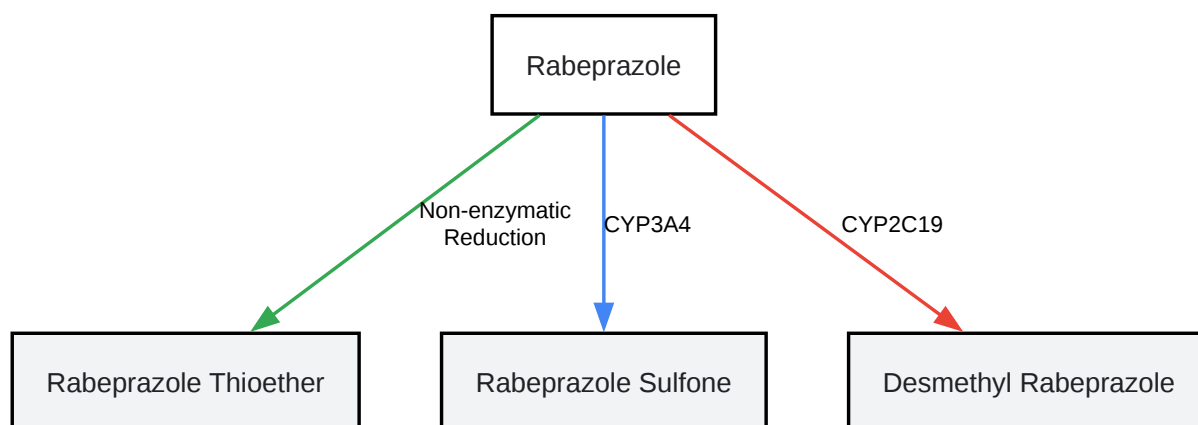 Rabeprazole
Non-enzymatic
Reduction
CYP3A4
CYP2C19
Rabeprazole Thioether
Rabeprazole Sulfone
Desmethyl Rabeprazole